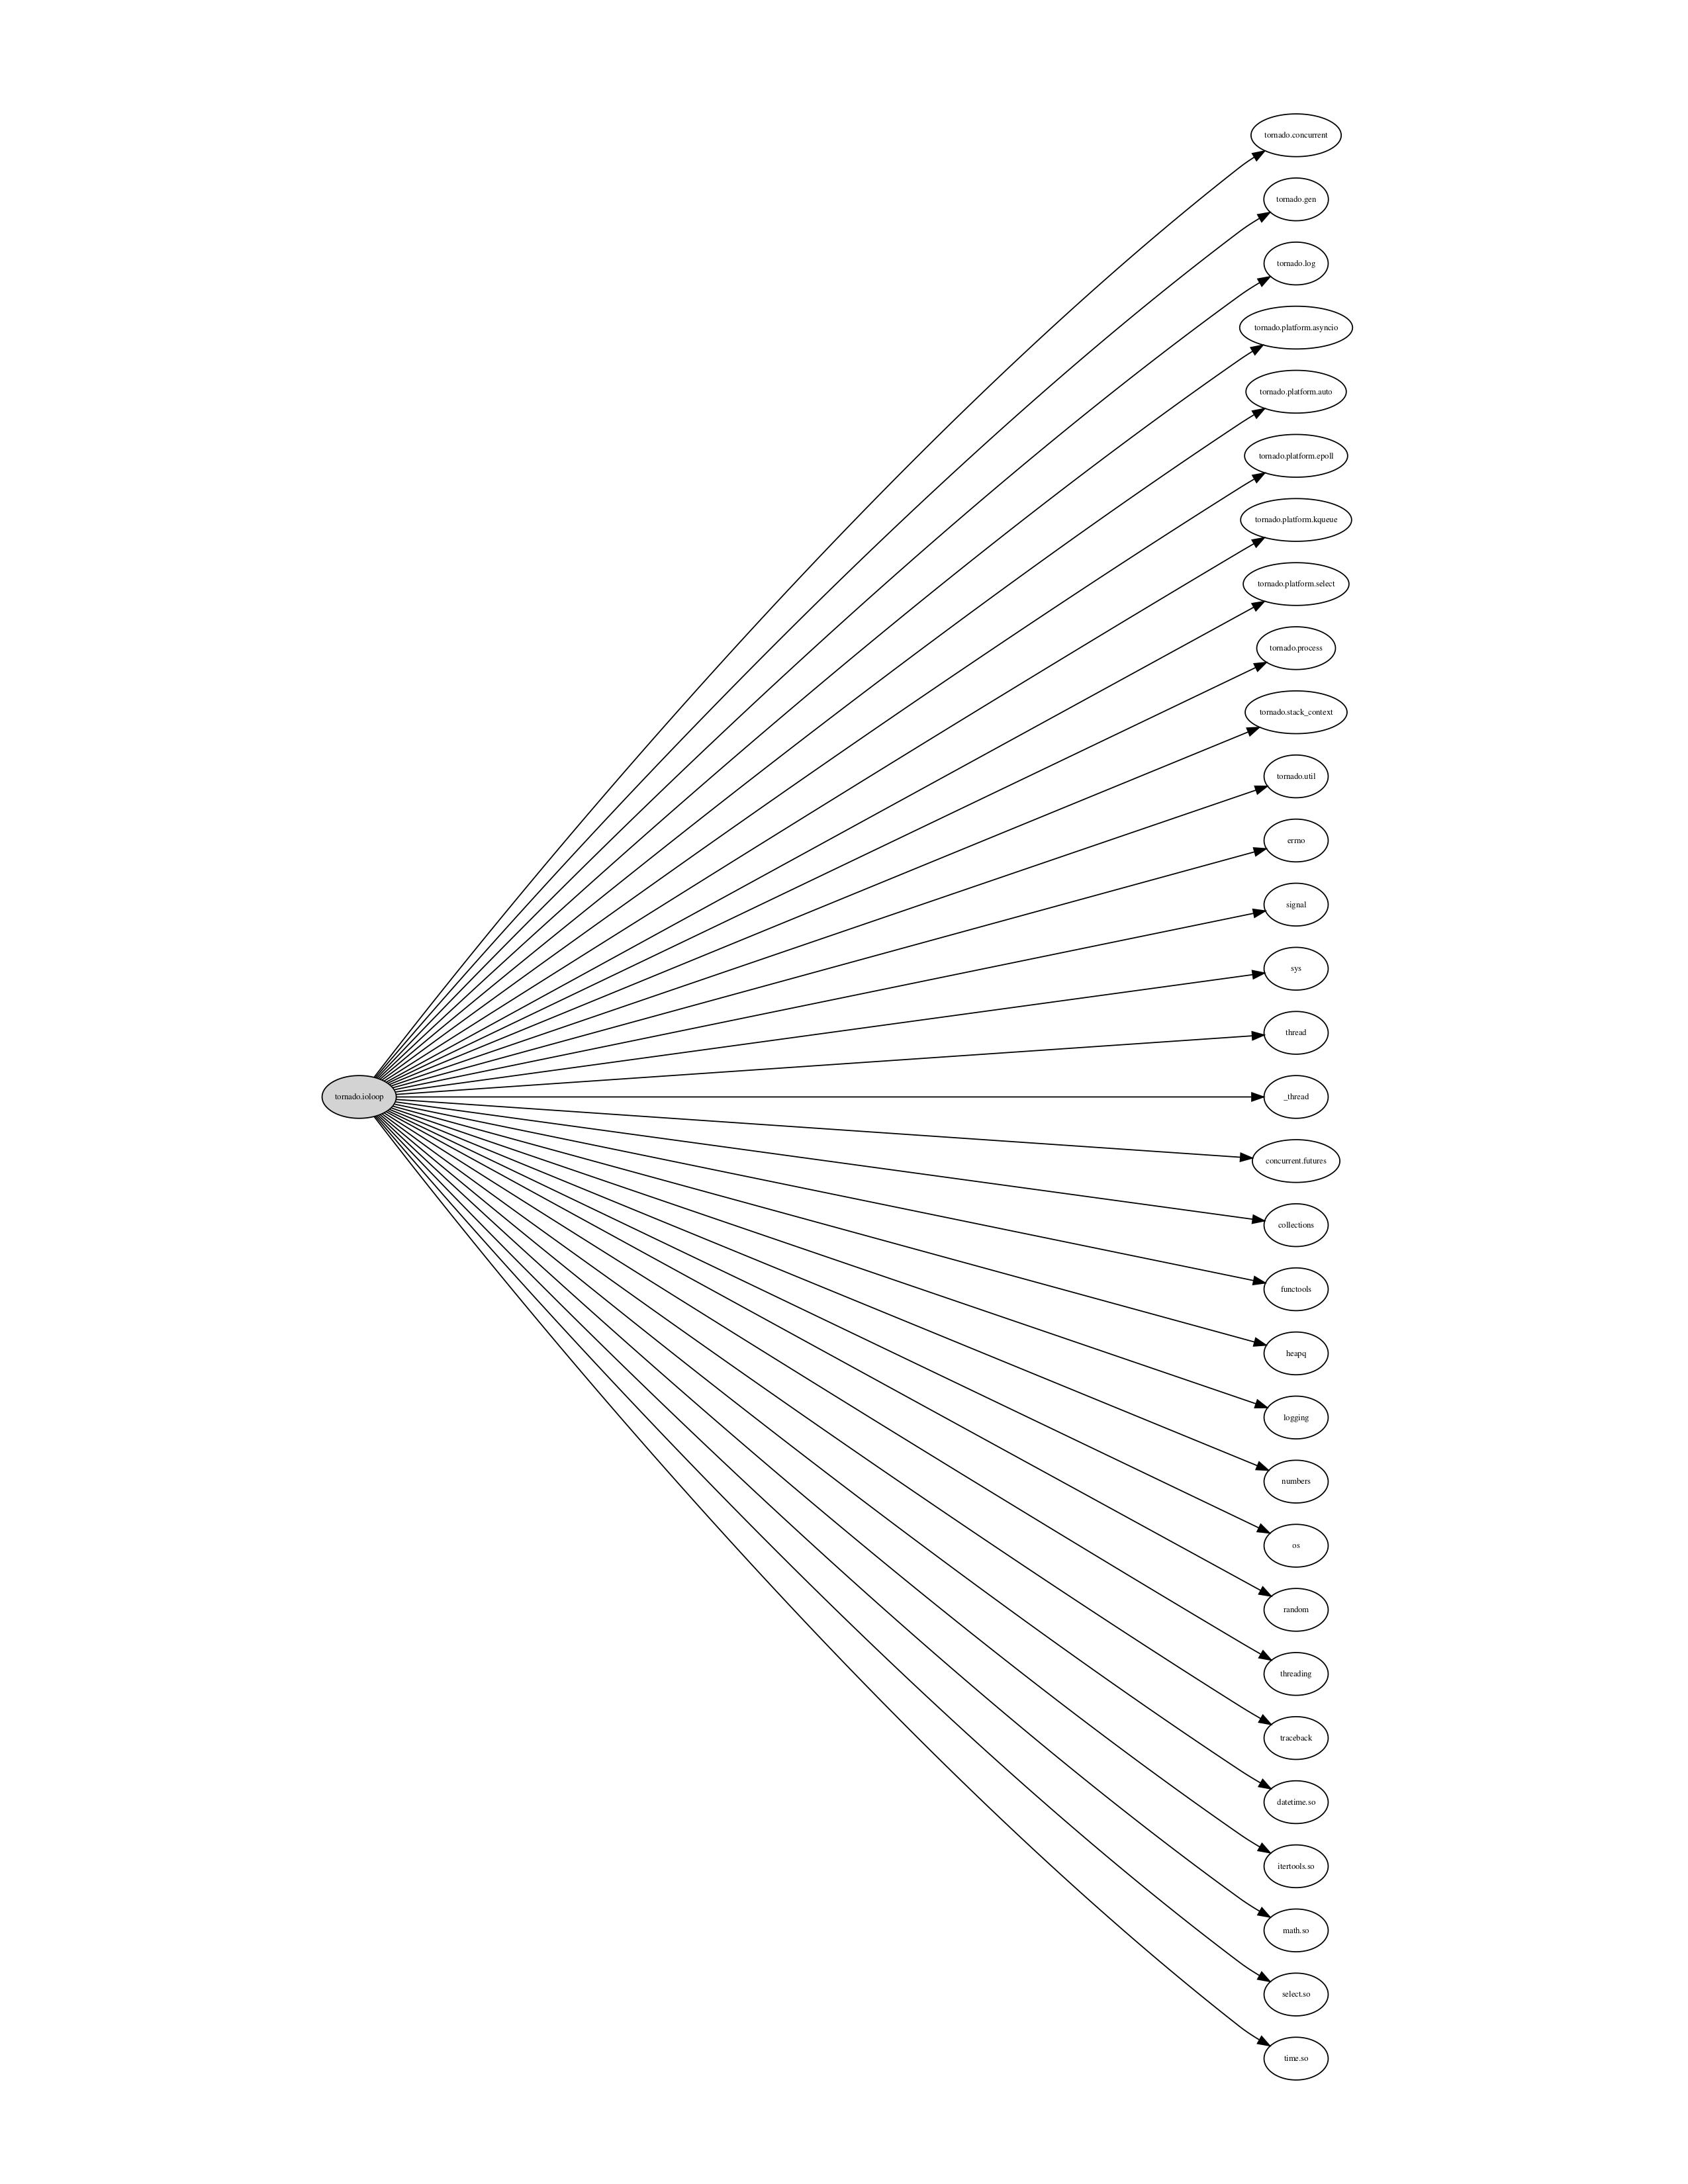 tornado.concurrent
tornado.gen
tornado.log
tornado.platform.asyncio
tornado.platform.auto
tornado.platform.epoll
tornado.platform.kqueue
tornado.platform.select
tornado.process
tornado.stack_context
tornado.util
errno
signal
sys
thread
tornado.ioloop
_thread
concurrent.futures
collections
functools
heapq
logging
numbers
os
random
threading
traceback
datetime.so
itertools.so
math.so
select.so
time.so